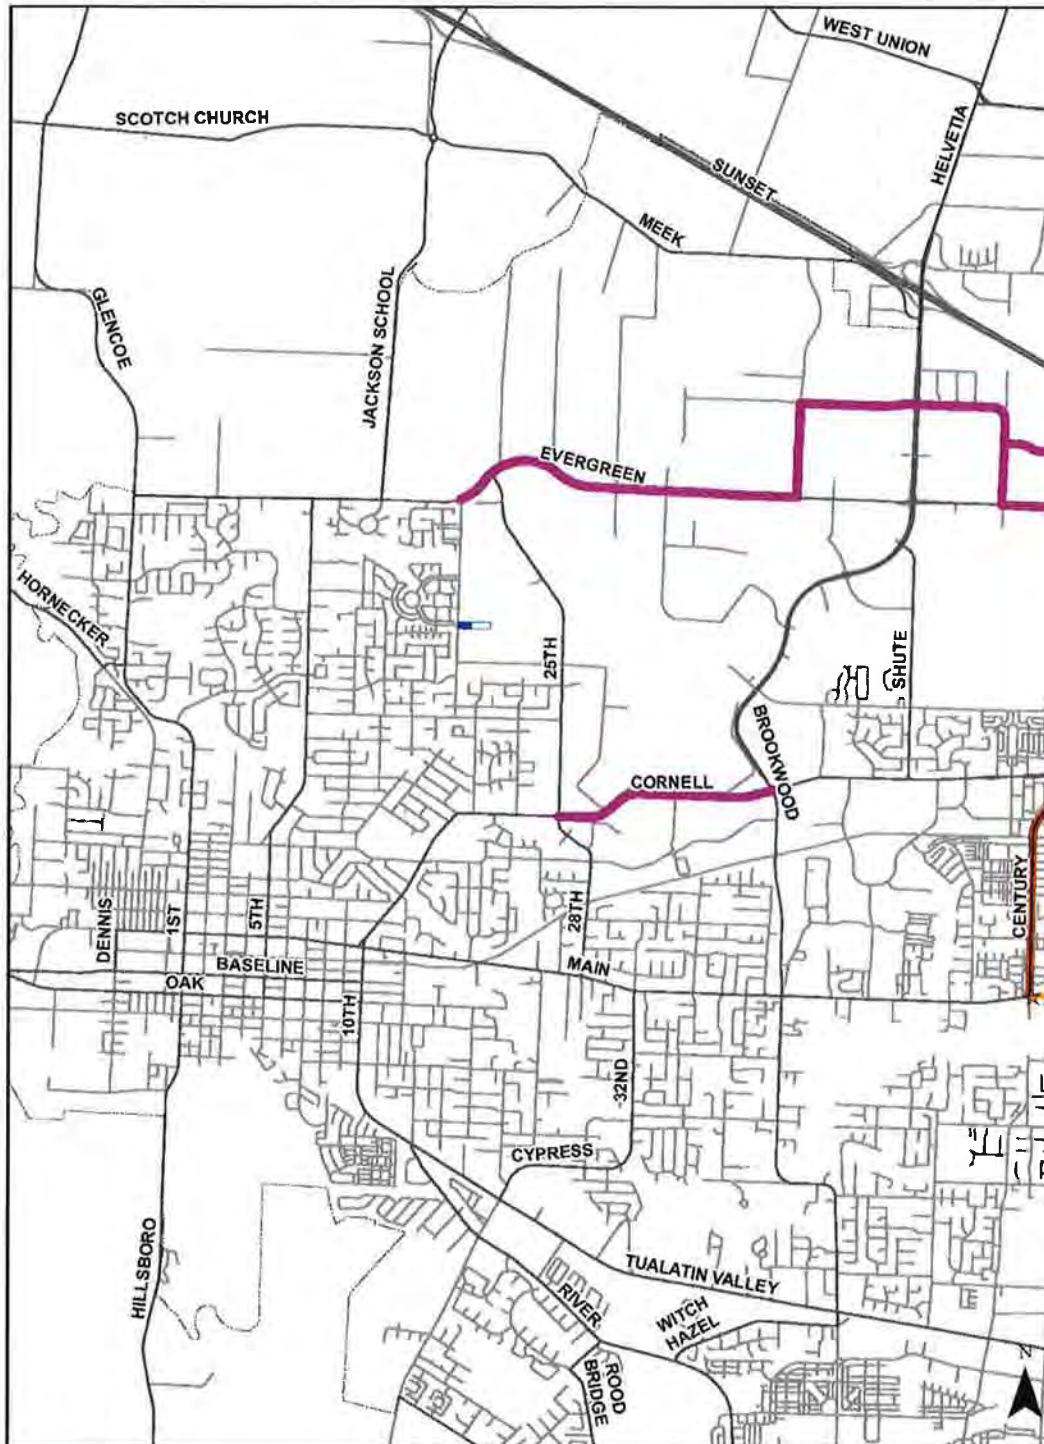 WEST UNION
SCOTCH CHURCH
HELVETIA
SUNSET
MEEK
GLENCOE
JACKSON SCHOOL
EVERGREEN
HORNECKER
25TH
SHUTE
BROOKWOOD
CORNELL
CENTURY
DENNIS
1ST
5TH
28TH
BASELINE
MAIN
OAK
10TH
32ND
CYPRESS
HILLSBORO
TUALATIN VALLEY
RIVER
WITCH
HAZEL
ROOD
BRIDGE
N